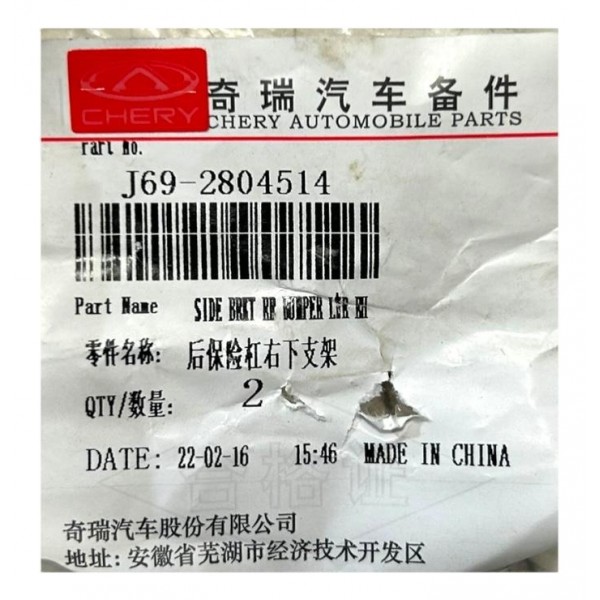 CHERY
奇瑞汽车备件
CHERY AUTOMOBILE PARTS
Part No.
J69-2804514
Part Name SIDE BRKT RR BUMPER LWR RH
零件名称: 后保险杠右下支架
QTY/数量: 2
DATE: 22-02-16 15:46 MADE IN CHINA
合格证
奇瑞汽车股份有限公司
地址: 安徽省芜湖市经济技术开发区